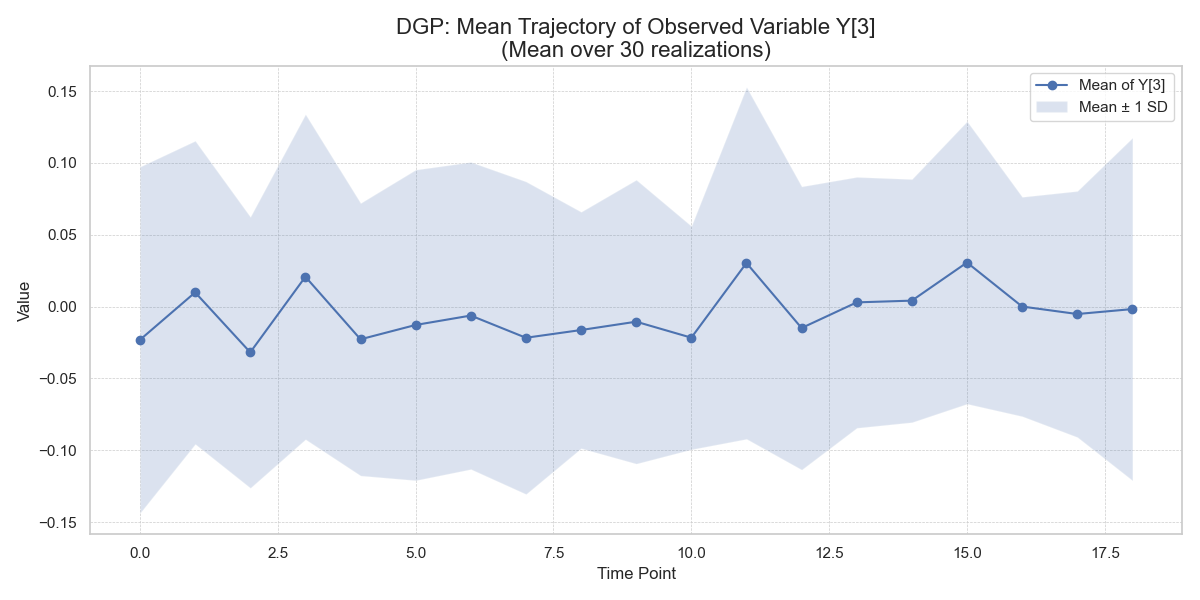 DGP: Mean Trajectory of Observed Variable Y[3]
(Mean over 30 realizations)
Mean of Y[3]
Mean ± 1 SD
Value
0.15
0.10
0.05
0.00
−0.05
−0.10
−0.15
0.0
2.5
5.0
7.5
10.0
12.5
15.0
17.5
Time Point